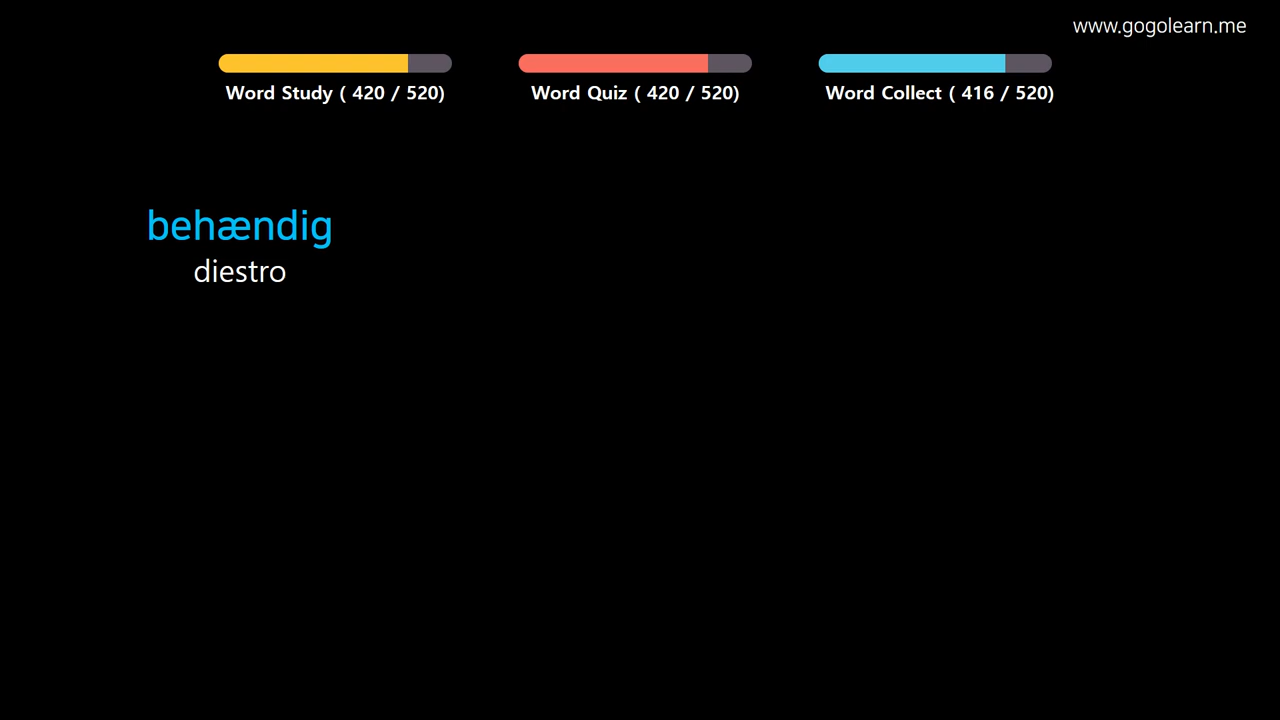 www.gogolearn.me
Word Study ( 420 / 520)
Word Quiz ( 420 / 520)
Word Collect ( 416 / 520)
behændig
diestro